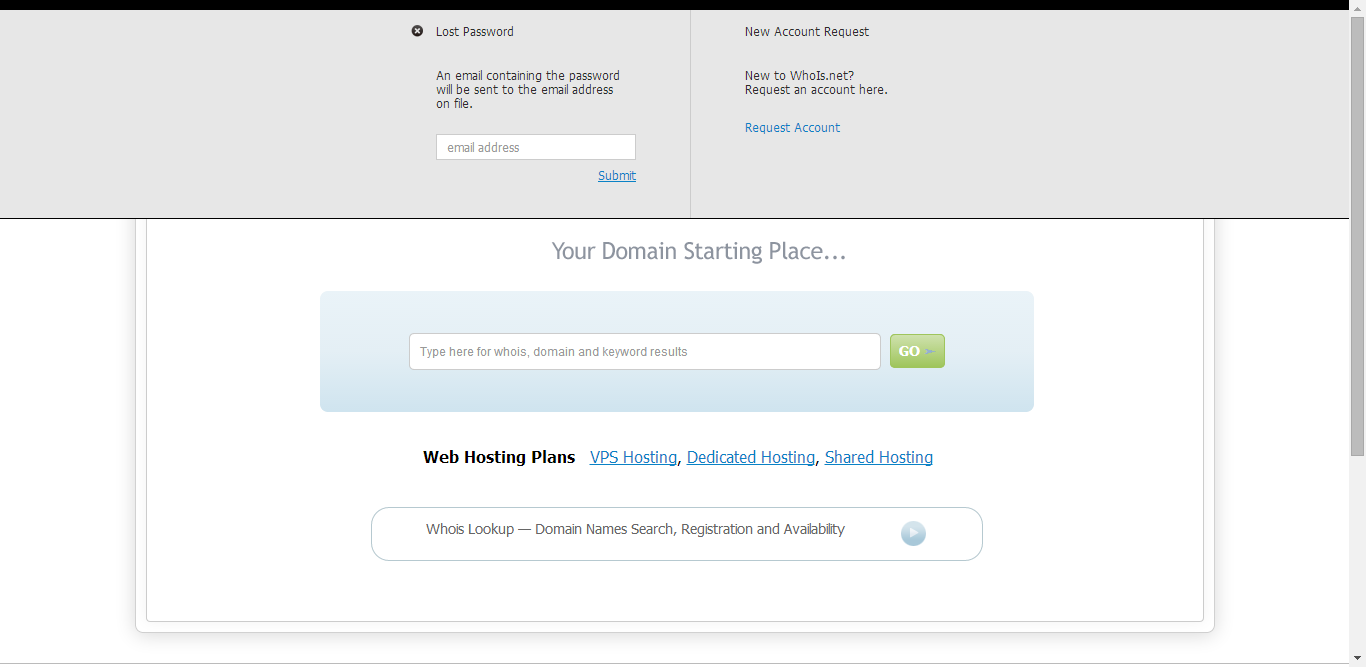 Lost Password
An email containing the password
will be sent to the email address
on file.
email address
Submit
New Account Request
New to WhoIs.net?
Request an account here.
Request Account
Your Domain Starting Place...
Type here for whois, domain and keyword results
GO
Web Hosting Plans VPS Hosting, Dedicated Hosting, Shared Hosting
Whois Lookup — Domain Names Search, Registration and Availability